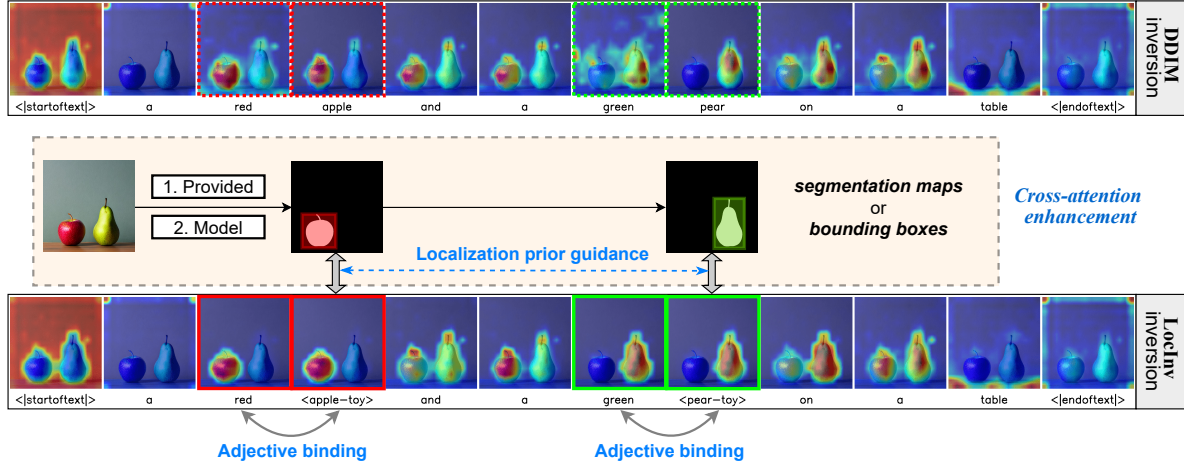 <|startoftext|> a red apple and a green pear on a table <|endoftext|>
DDIM
inversion
1. Provided
2. Model
segmentation maps
or
bounding boxes
Cross-attention
enhancement
Localization prior guidance
<|startoftext|> a red <apple-toy> and a green <pear-toy> on a table <|endoftext|>
LocInv
inversion
Adjective binding
Adjective binding